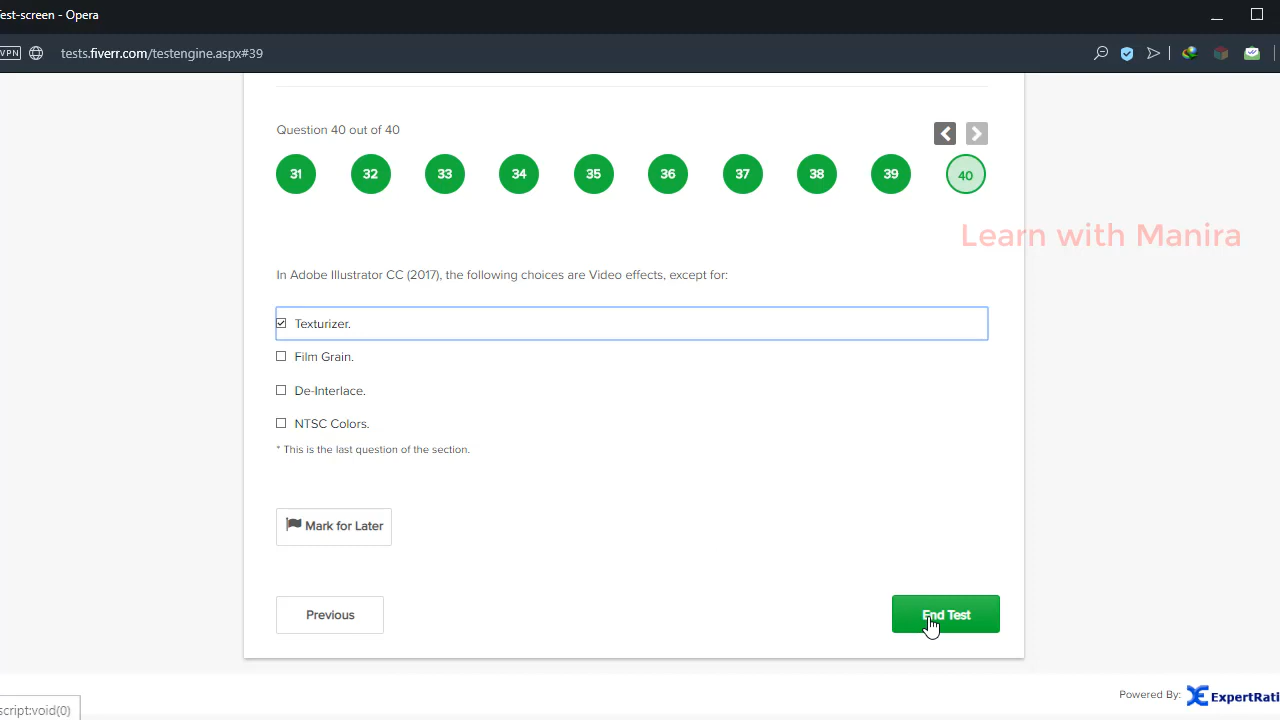 Test-screen - Opera
VPN
tests.fiverr.com/testengine.aspx#39
Question 40 out of 40
31 32 33 34 35 36 37 38 39 40
Learn with Manira
In Adobe Illustrator CC (2017), the following choices are Video effects, except for:
Texturizer.
Film Grain.
De-Interlace.
NTSC Colors.
* This is the last question of the section.
Mark for Later
Previous
End Test
Powered By: ExpertRati
script:void(0)